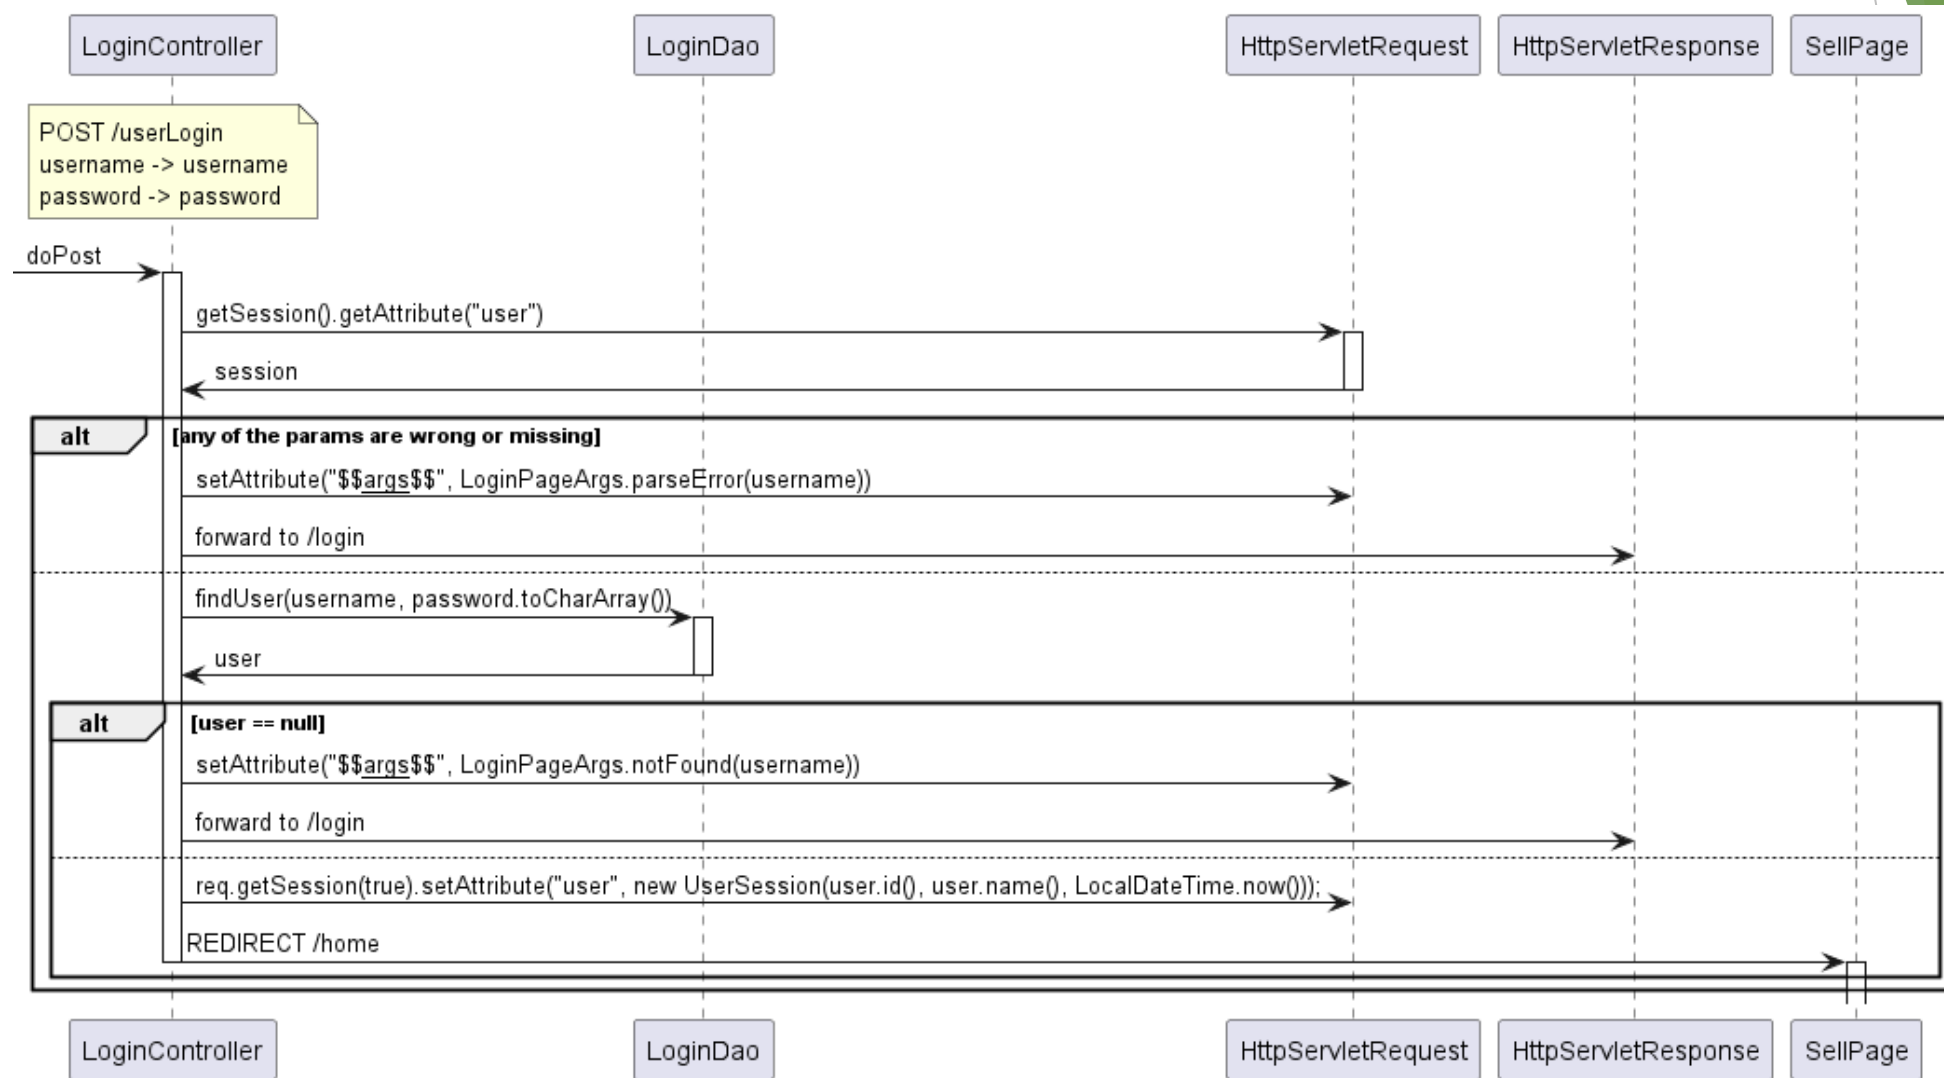 LoginController
LoginDao
HttpServletRequest
HttpServletResponse
SellPage
POST /userLogin
username -> username
password -> password
doPost
getSession().getAttribute("user")
session
alt
[any of the params are wrong or missing]
setAttribute("$$args$$", LoginPageArgs.parseError(username))
forward to /login
findUser(username, password.toCharArray())
user
alt
[user == null]
setAttribute("$$args$$", LoginPageArgs.notFound(username))
forward to /login
req.getSession(true).setAttribute("user", new UserSession(user.id(), user.name(), LocalDateTime.now()));
REDIRECT /home
LoginController
LoginDao
HttpServletRequest
HttpServletResponse
SellPage